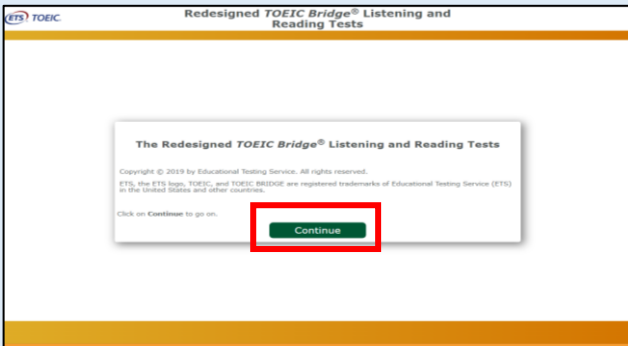 ETS TOEIC.
Redesigned TOEIC Bridge® Listening and
Reading Tests
The Redesigned TOEIC Bridge® Listening and Reading Tests
Copyright © 2019 by Educational Testing Service. All rights reserved.
ETS, the ETS logo, TOEIC, and TOEIC BRIDGE are registered trademarks of Educational Testing Service (ETS)
in the United States and other countries.
Click on Continue to go on.
Continue